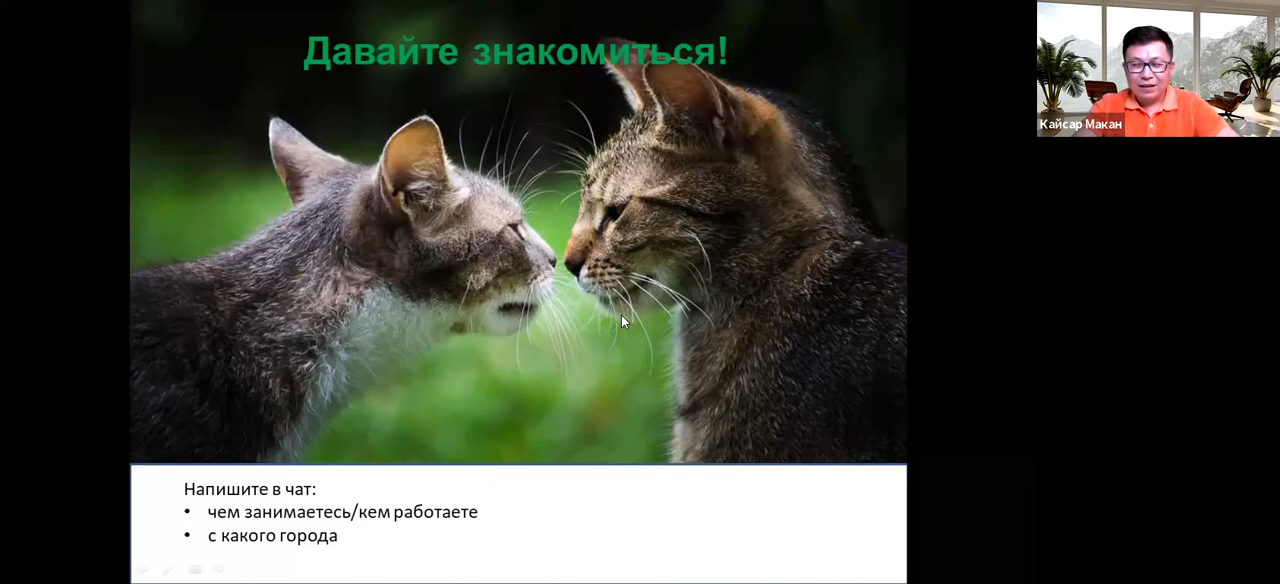 Давайте знакомиться!
Кайсар Макан
Напишите в чат:
• чем занимаетесь/кем работаете
• с какого города